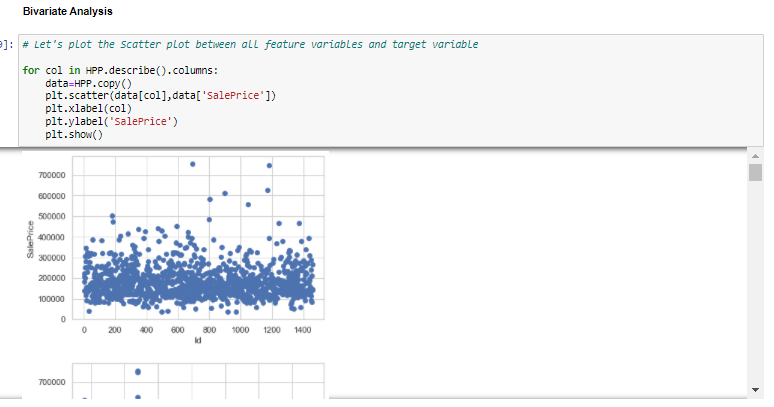 Bivariate Analysis
]: # Let's plot the Scatter plot between all feature variables and target variable
for col in HPP.describe().columns:
data=HPP.copy()
plt.scatter(data[col],data['SalePrice'])
plt.xlabel(col)
plt.ylabel('SalePrice')
plt.show()
700000
600000
500000
400000
300000
200000
100000
0
SalePrice
0 200 400 600 800 1000 1200 1400
Id
700000